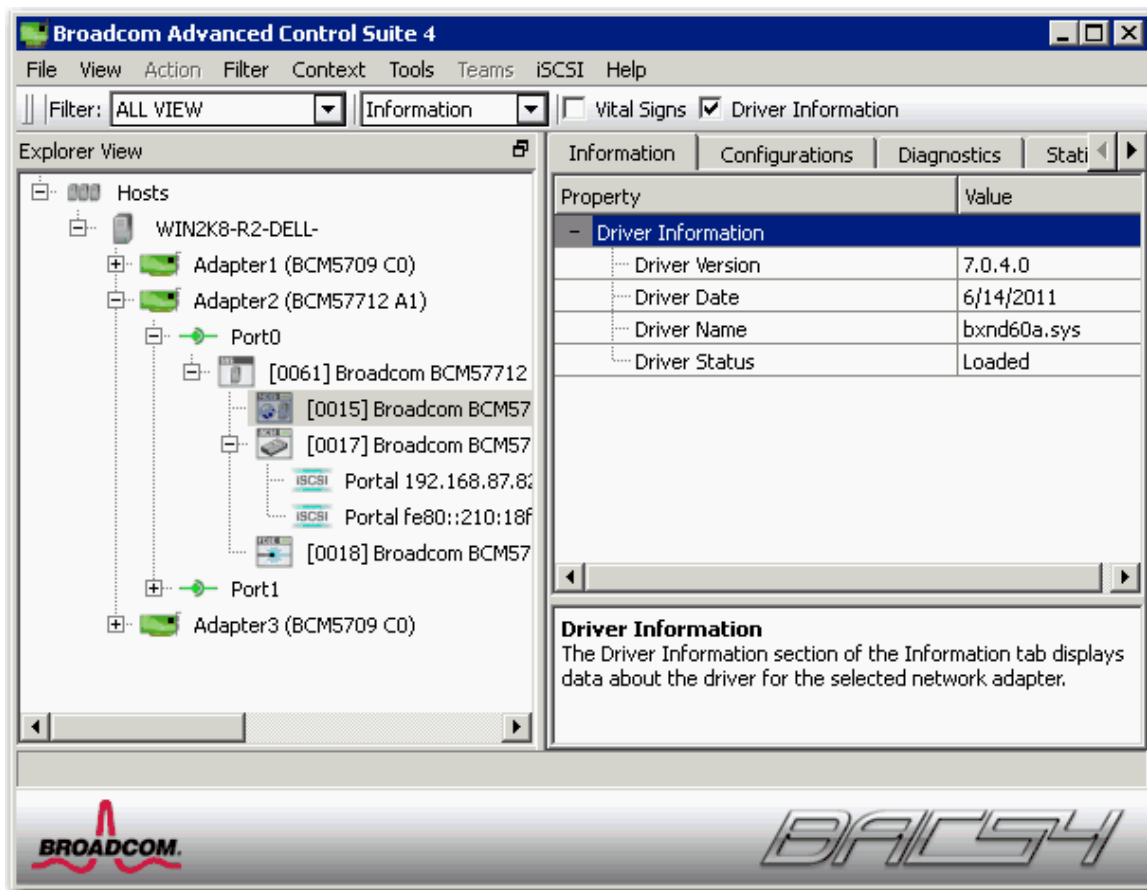 Broadcom Advanced Control Suite 4
File View Action Filter Context Tools Teams iSCSI Help
Filter: ALL VIEW Information Vital Signs Driver Information
Explorer View
Hosts
WIN2K8-R2-DELL-
Adapter1 (BCM5709 C0)
Adapter2 (BCM57712 A1)
Port0
[0061] Broadcom BCM57712
[0015] Broadcom BCM57
[0017] Broadcom BCM57
iSCSI Portal 192.168.87.82
iSCSI Portal fe80::210:18f
[0018] Broadcom BCM57
Port1
Adapter3 (BCM5709 C0)
Information Configurations Diagnostics Stati
Property Value
Driver Information
Driver Version 7.0.4.0
Driver Date 6/14/2011
Driver Name bxnd60a.sys
Driver Status Loaded
Driver Information
The Driver Information section of the Information tab displays
data about the driver for the selected network adapter.
BROADCOM.
BACS4